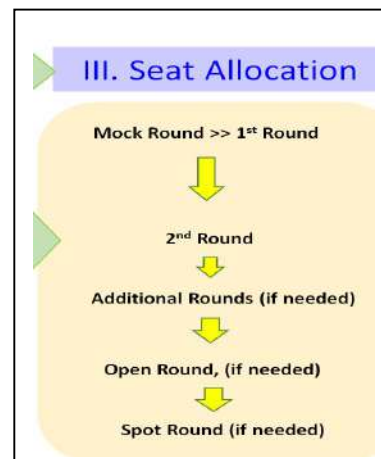 III. Seat Allocation
Mock Round >> 1st Round
2nd Round
Additional Rounds (if needed)
Open Round, (if needed)
Spot Round (if needed)